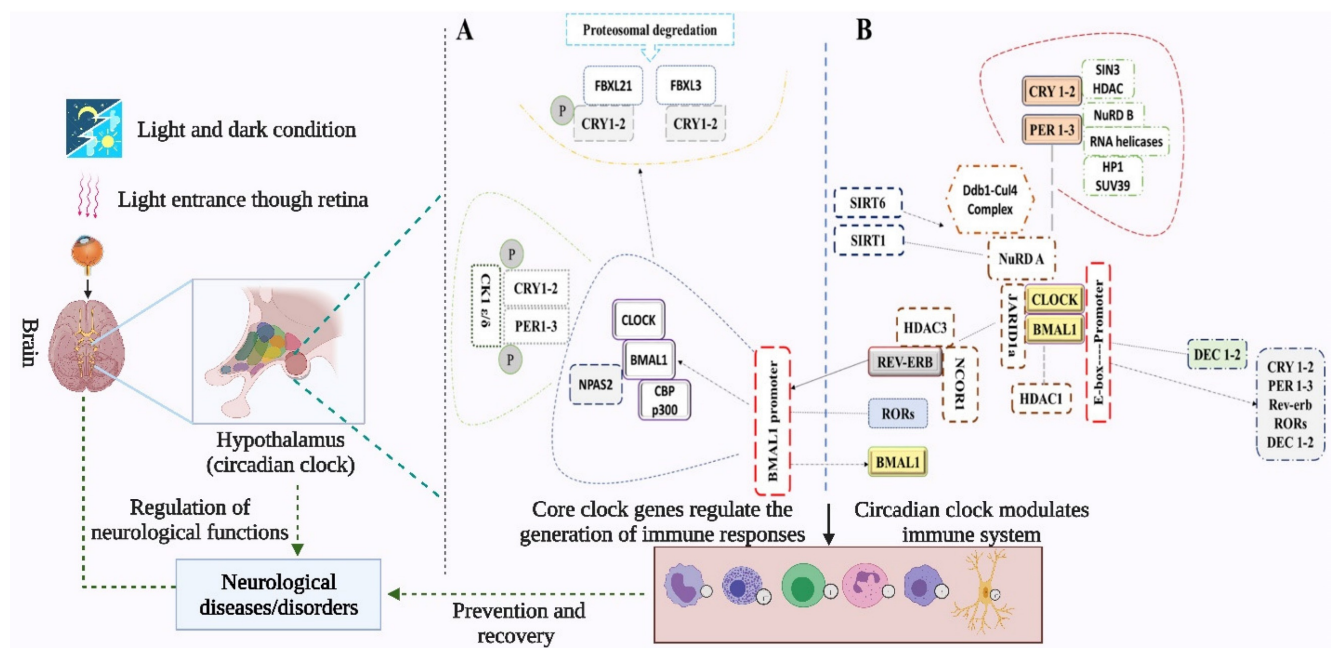 Light and dark condition
Light entrance though retina
Brain
Hypothalamus
(circadian clock)
Regulation of
neurological functions
Neurological
diseases/disorders
Prevention and
recovery
A
Proteosomal degredation
FBXL21
FBXL3
P
CRY1-2
CRY1-2
P
CK1 ε/δ
CRY1-2
PER1-3
P
CLOCK
BMAL1
NPAS2
CBP
p300
BMAL1 promoter
HDAC3
REV-ERB
NCOR1
RORs
BMAL1
Core clock genes regulate the
generation of immune responses
B
CRY 1-2
PER 1-3
SIN3
HDAC
NuRD B
RNA helicases
HP1
SUV39
Ddb1-Cul4
Complex
SIRT6
SIRT1
NuRD A
JARID1a
CLOCK
BMAL1
HDAC1
E-box----Promoter
DEC 1-2
CRY 1-2
PER 1-3
Rev-erb
RORs
DEC 1-2
Circadian clock modulates
immune system